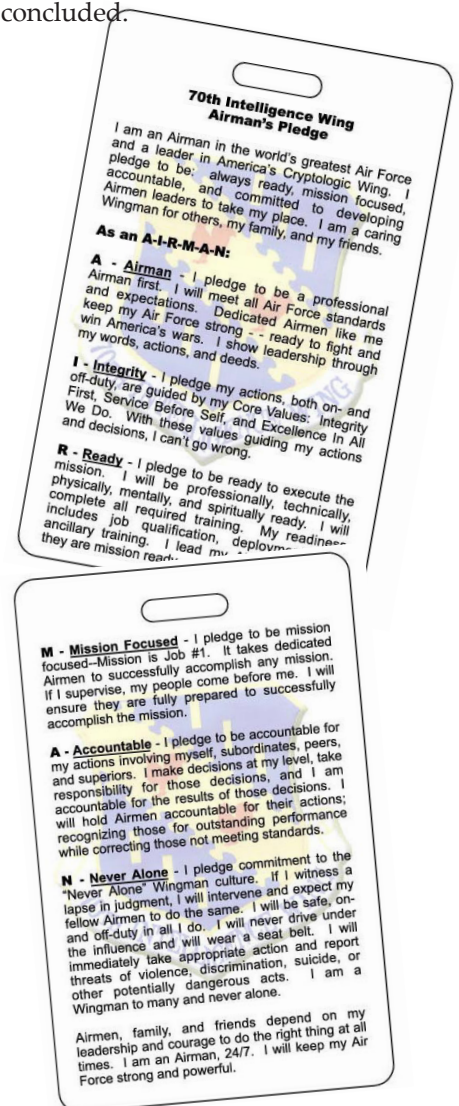 concluded.
70th Intelligence Wing
Airman's Pledge
I am an Airman in the world's greatest Air Force
and a leader in America's Cryptologic Wing. I
pledge to be: always ready, mission focused,
accountable, and committed to developing
Airmen leaders to take my place. I am a caring
Wingman for others, my family, and my friends.
As an A-I-R-M-A-N:
A - Airman - I pledge to be a professional
Airman first. I will meet all Air Force standards
and expectations. Dedicated Airmen like me
keep my Air Force strong - - ready to fight and
win America's wars. I show leadership through
my words, actions, and deeds.
I - Integrity - I pledge my actions, both on- and
off-duty, are guided by my Core Values: Integrity
First, Service Before Self, and Excellence In All
We Do. With these values guiding my actions
and decisions, I can't go wrong.
R - Ready - I pledge to be ready to execute the
mission. I will be professionally, technically,
physically, mentally, and spiritually ready. I will
complete all required training. My readiness
includes job qualification,
ancillary training. I lead my
they are mission ready
M - Mission Focused - I pledge to be mission
focused--Mission is Job #1. It takes dedicated
Airmen to successfully accomplish any mission.
If I supervise, my people come before me. I will
ensure they are fully prepared to successfully
accomplish the mission.
A - Accountable - I pledge to be accountable for
my actions involving myself, subordinates, peers,
and superiors. I make decisions at my level, take
responsibility for those decisions, and I am
accountable for the results of those decisions. I
will hold Airmen accountable for their actions;
recognizing those for outstanding performance
while correcting those not meeting standards.
N - Never Alone - I pledge commitment to the
"Never Alone" Wingman culture. If I witness a
lapse in judgment, I will intervene and expect my
fellow Airmen to do the same. I will be safe, on-
and off-duty in all I do. I will never drive under
the influence and will wear a seat belt. I will
immediately take appropriate action and report
threats of violence, discrimination, suicide, or
other potentially dangerous acts. I am a
Wingman to many and never alone.
Airmen, family, and friends depend on my
leadership and courage to do the right thing at all
times. I am an Airman, 24/7. I will keep my Air
Force strong and powerful.